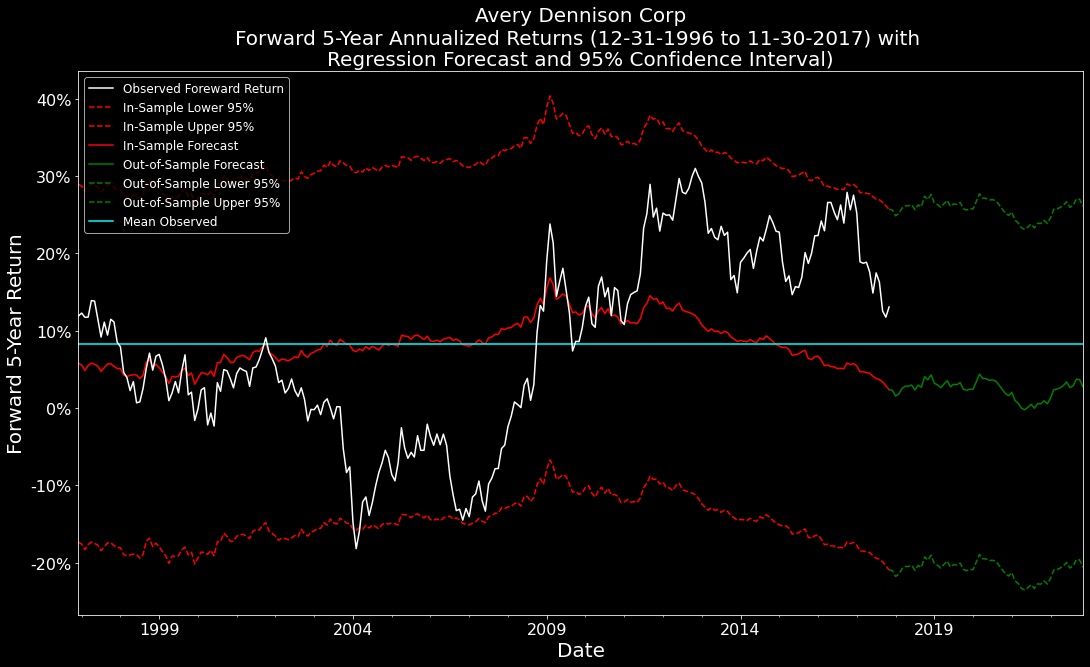 Avery Dennison Corp
Forward 5-Year Annualized Returns (12-31-1996 to 11-30-2017) with
Regression Forecast and 95% Confidence Interval)
Observed Foreward Return
In-Sample Lower 95%
In-Sample Upper 95%
In-Sample Forecast
Out-of-Sample Forecast
Out-of-Sample Lower 95%
Out-of-Sample Upper 95%
Mean Observed
Forward 5-Year Return
40%
30%
20%
10%
0%
-10%
-20%
1999
2004
2009
2014
2019
Date